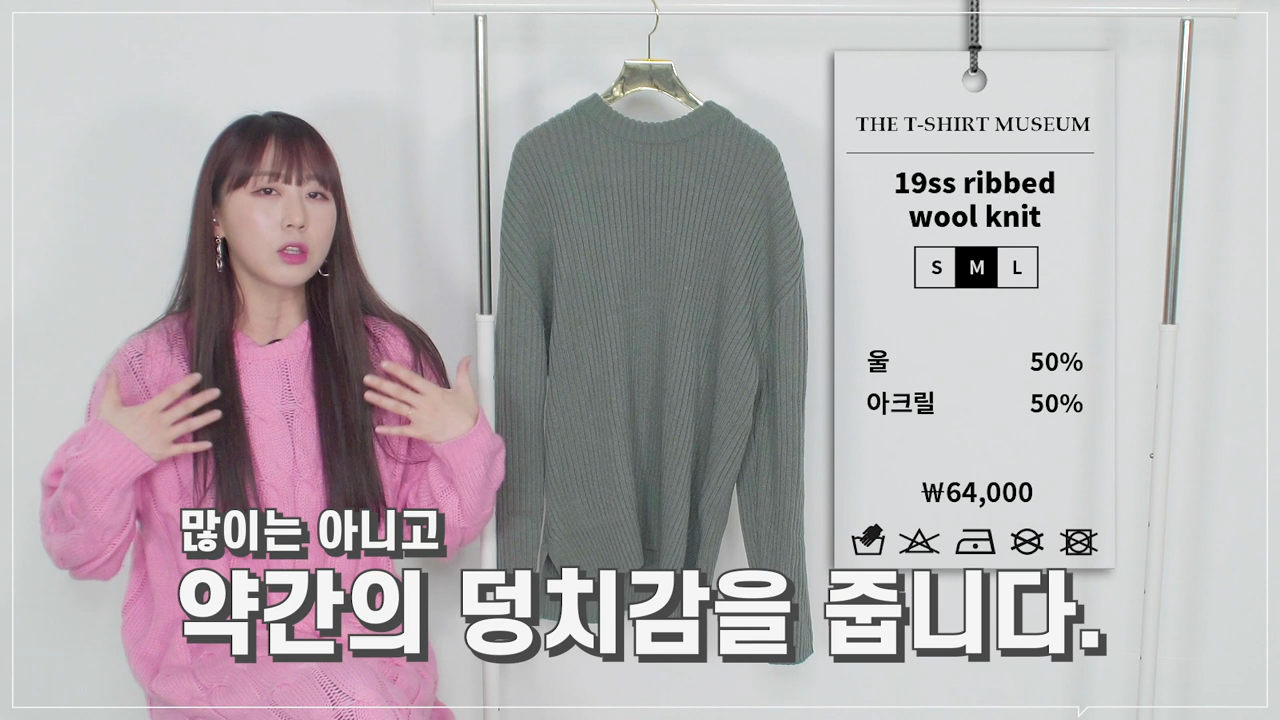 THE T-SHIRT MUSEUM
19ss ribbed
wool knit
S M L
울 50%
아크릴 50%
₩64,000
많이는 아니고
약간의 덩치감을 줍니다.